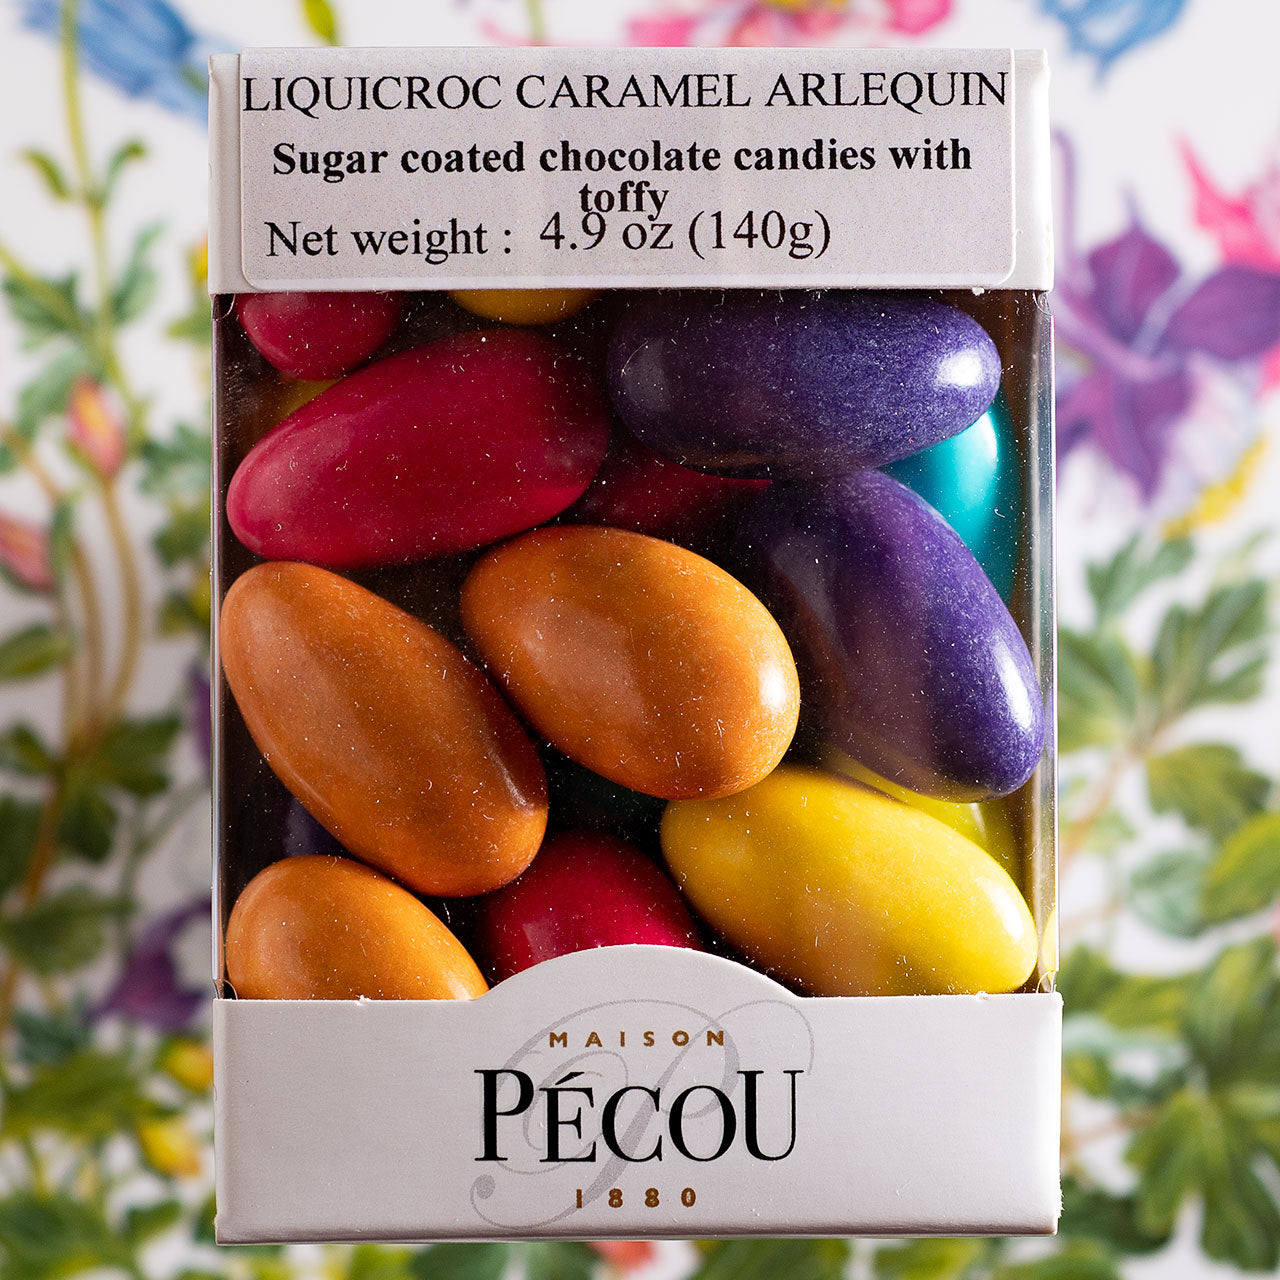 LIQUICROC CARAMEL ARLEQUIN
Sugar coated chocolate candies with
toffy
Net weight : 4.9 oz (140g)
MAISON
PÉCOU
1880